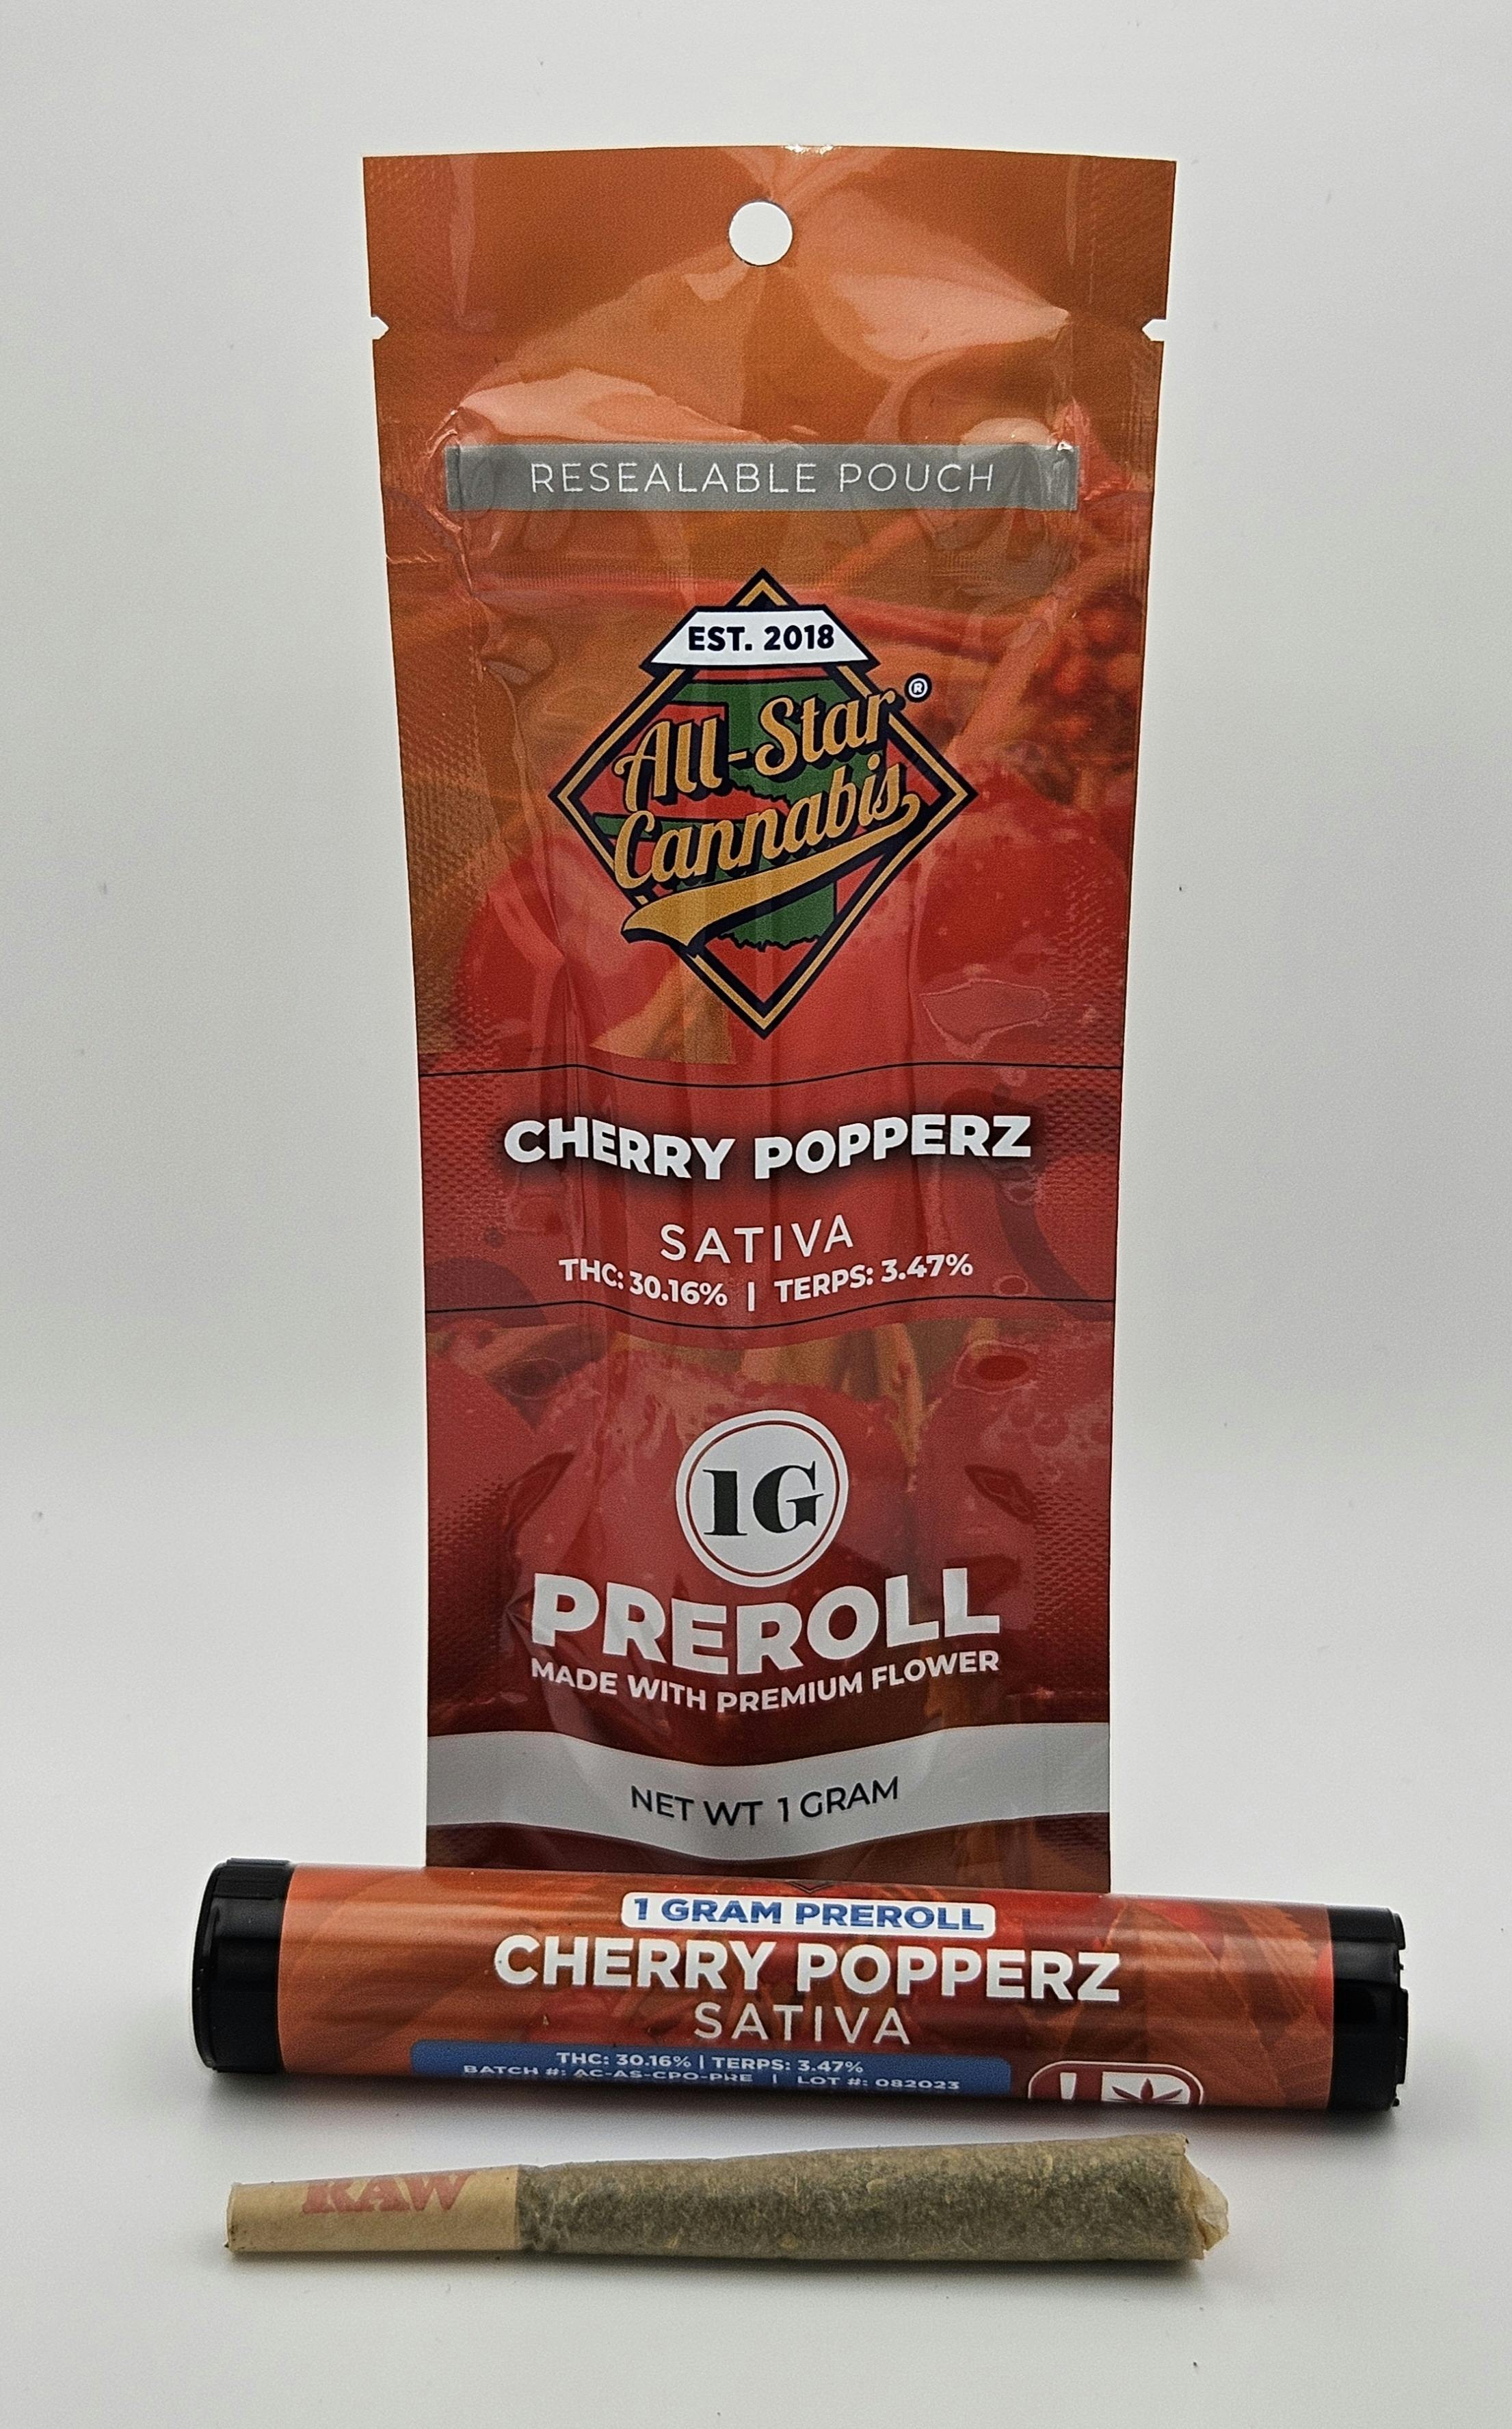 RESEALABLE POUCH
EST. 2018
All-Star®
Cannabis
CHERRY POPPERZ
SATIVA
THC: 30.16% | TERPS: 3.47%
1G
PREROLL
MADE WITH PREMIUM FLOWER
NET WT 1 GRAM
1 GRAM PREROLL
CHERRY POPPERZ
SATIVA
THC: 30.16% | TERPS: 3.47%
BATCH #: AC-AS-CPO-PRE | LOT #: 082023
!
RAW